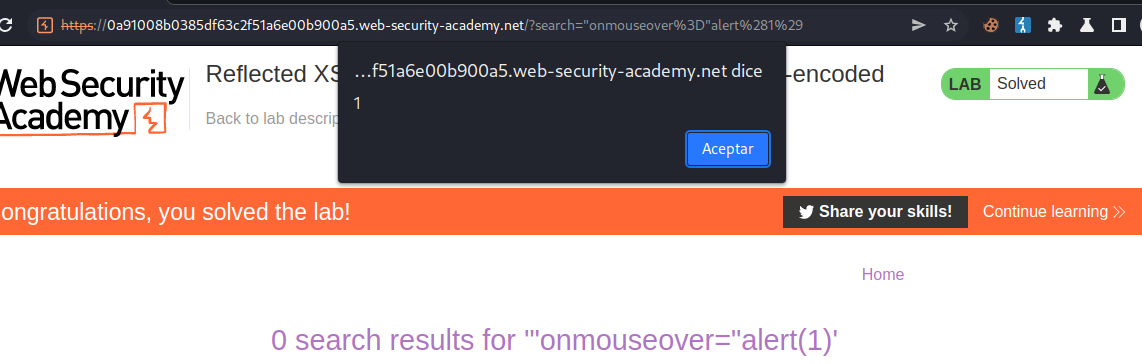 https://0a91008b0385df63c2f51a6e00b900a5.web-security-academy.net/?search="onmouseover%3D"alert%281%29
Web Security
Academy
Reflected XS
-encoded
Back to lab descrip
LAB Solved
...f51a6e00b900a5.web-security-academy.net dice
1
Aceptar
ongratulations, you solved the lab!
Share your skills!
Continue learning
Home
0 search results for '"onmouseover="alert(1)'